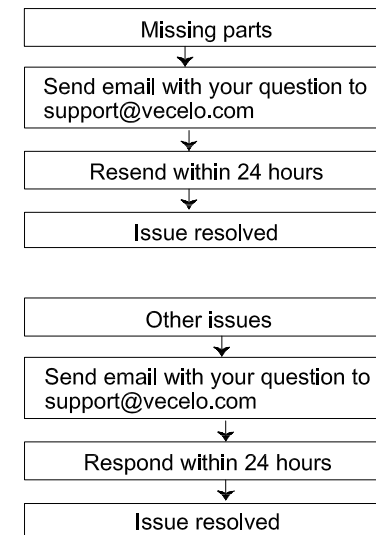 Missing parts
Send email with your question to
support@vecelo.com
Resend within 24 hours
Issue resolved
Other issues
Send email with your question to
support@vecelo.com
Respond within 24 hours
Issue resolved